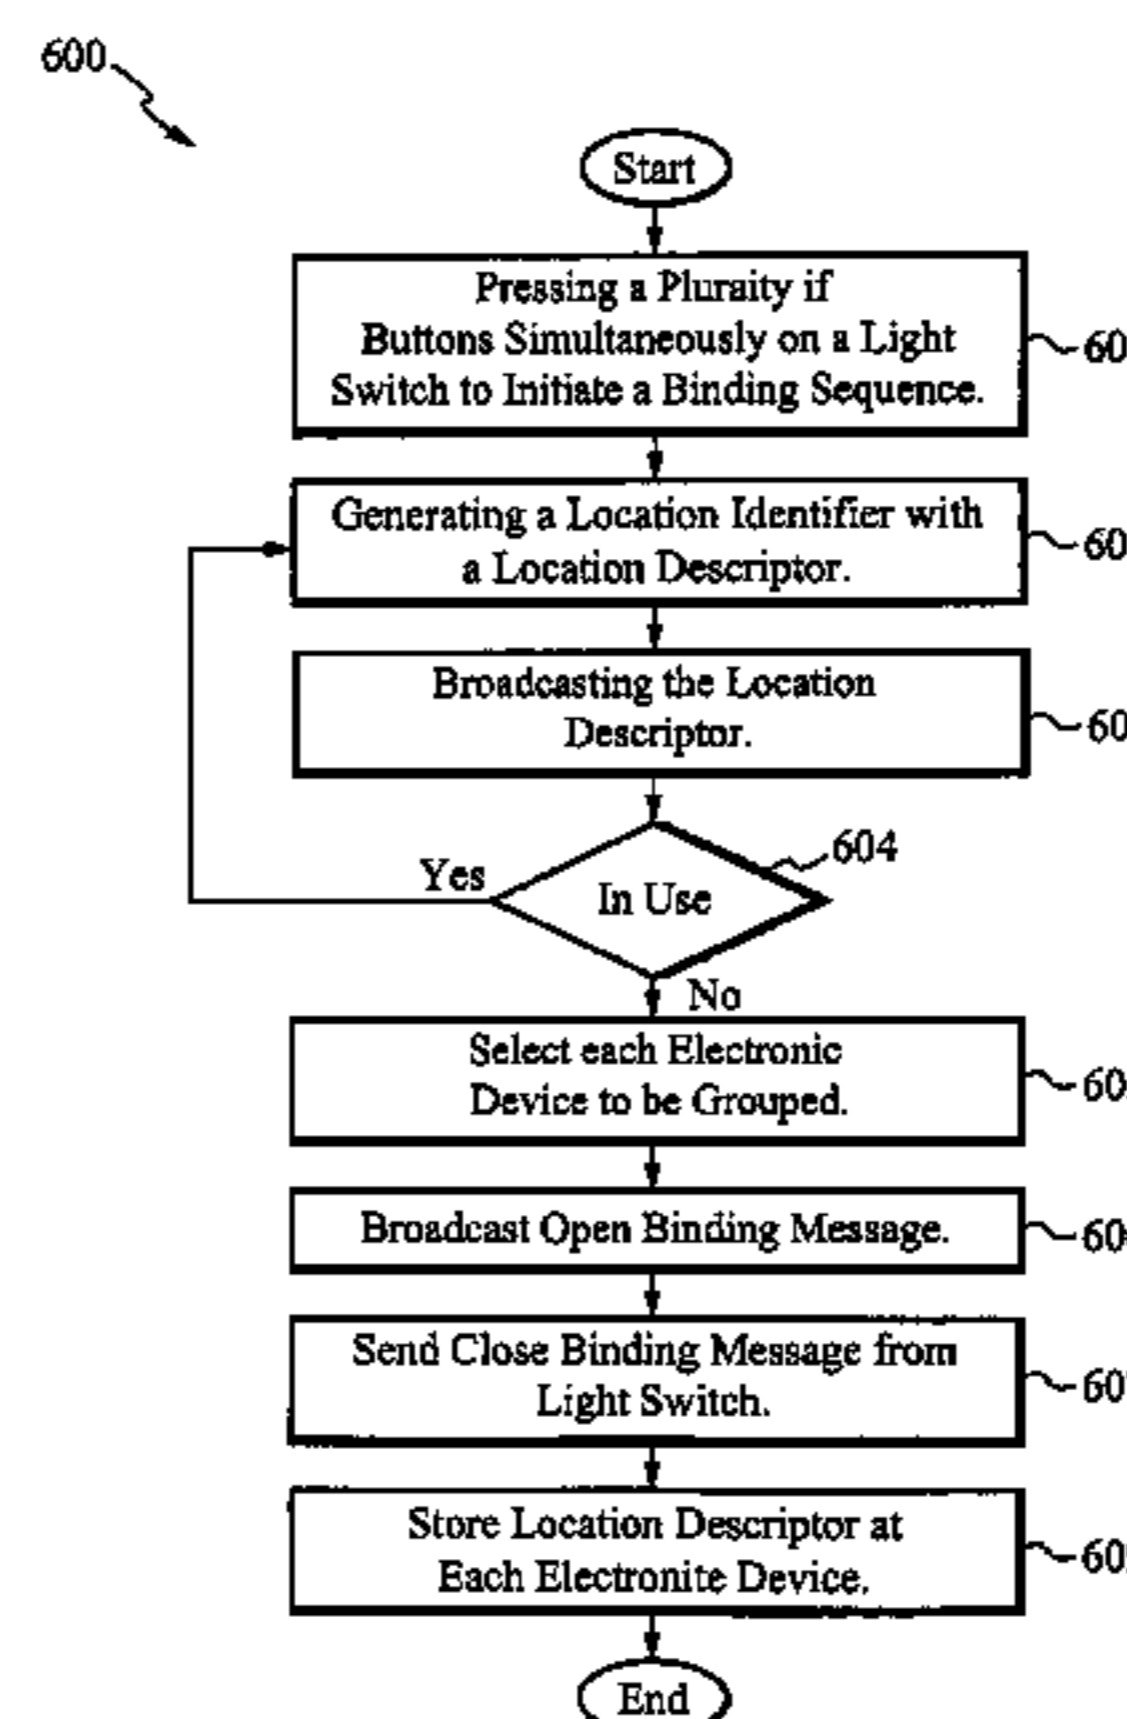 600
Start
Pressing a Pluraity if
Buttons Simultaneously on a Light
Switch to Initiate a Binding Sequence.
Generating a Location Identifier with
a Location Descriptor.
Broadcasting the Location
Descriptor.
604
Yes
In Use
No
Select each Electronic
Device to be Grouped.
Broadcast Open Binding Message.
Send Close Binding Message from
Light Switch.
Store Location Descriptor at
Each Electronite Device.
End